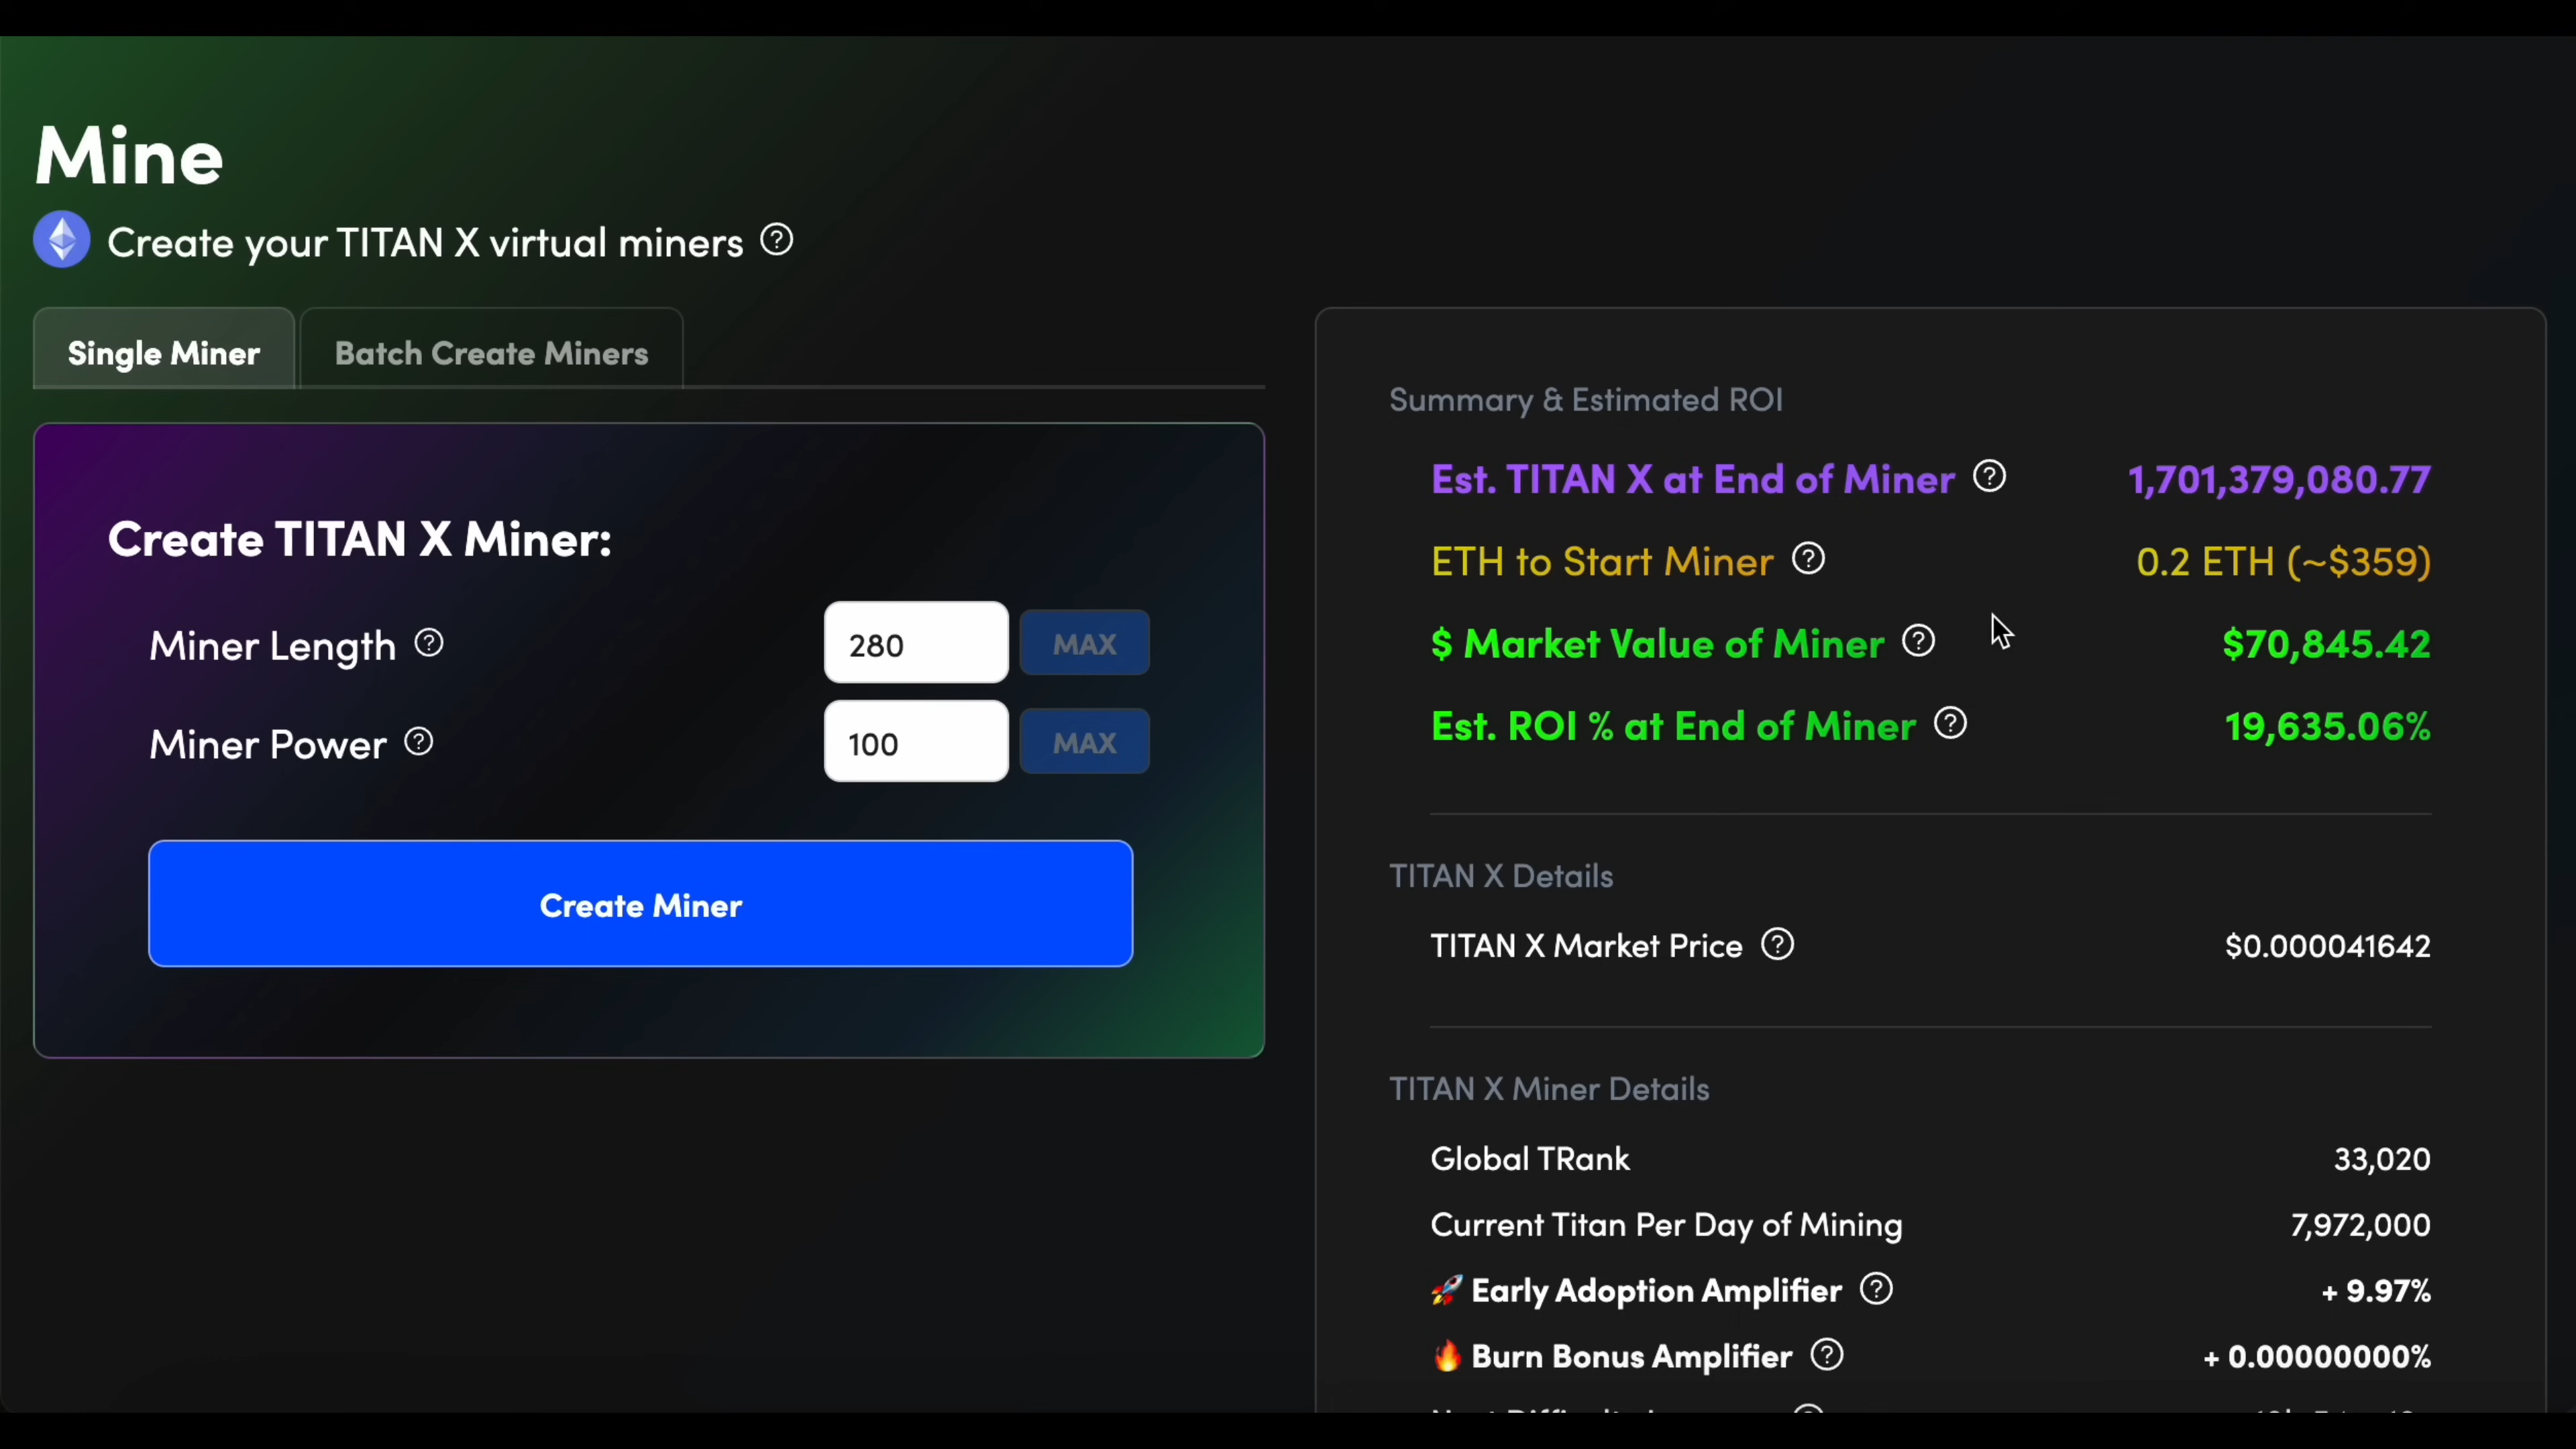 Mine
Create your TITAN X virtual miners
Single Miner
Batch Create Miners
Create TITAN X Miner:
Miner Length
280
MAX
Miner Power
100
MAX
Create Miner
Summary & Estimated ROI
Est. TITAN X at End of Miner 1,701,379,080.77
ETH to Start Miner 0.2 ETH (~$359)
$ Market Value of Miner $70,845.42
Est. ROI % at End of Miner 19,635.06%
TITAN X Details
TITAN X Market Price $0.000041642
TITAN X Miner Details
Global TRank 33,020
Current Titan Per Day of Mining 7,972,000
🚀 Early Adoption Amplifier + 9.97%
🔥 Burn Bonus Amplifier + 0.00000000%